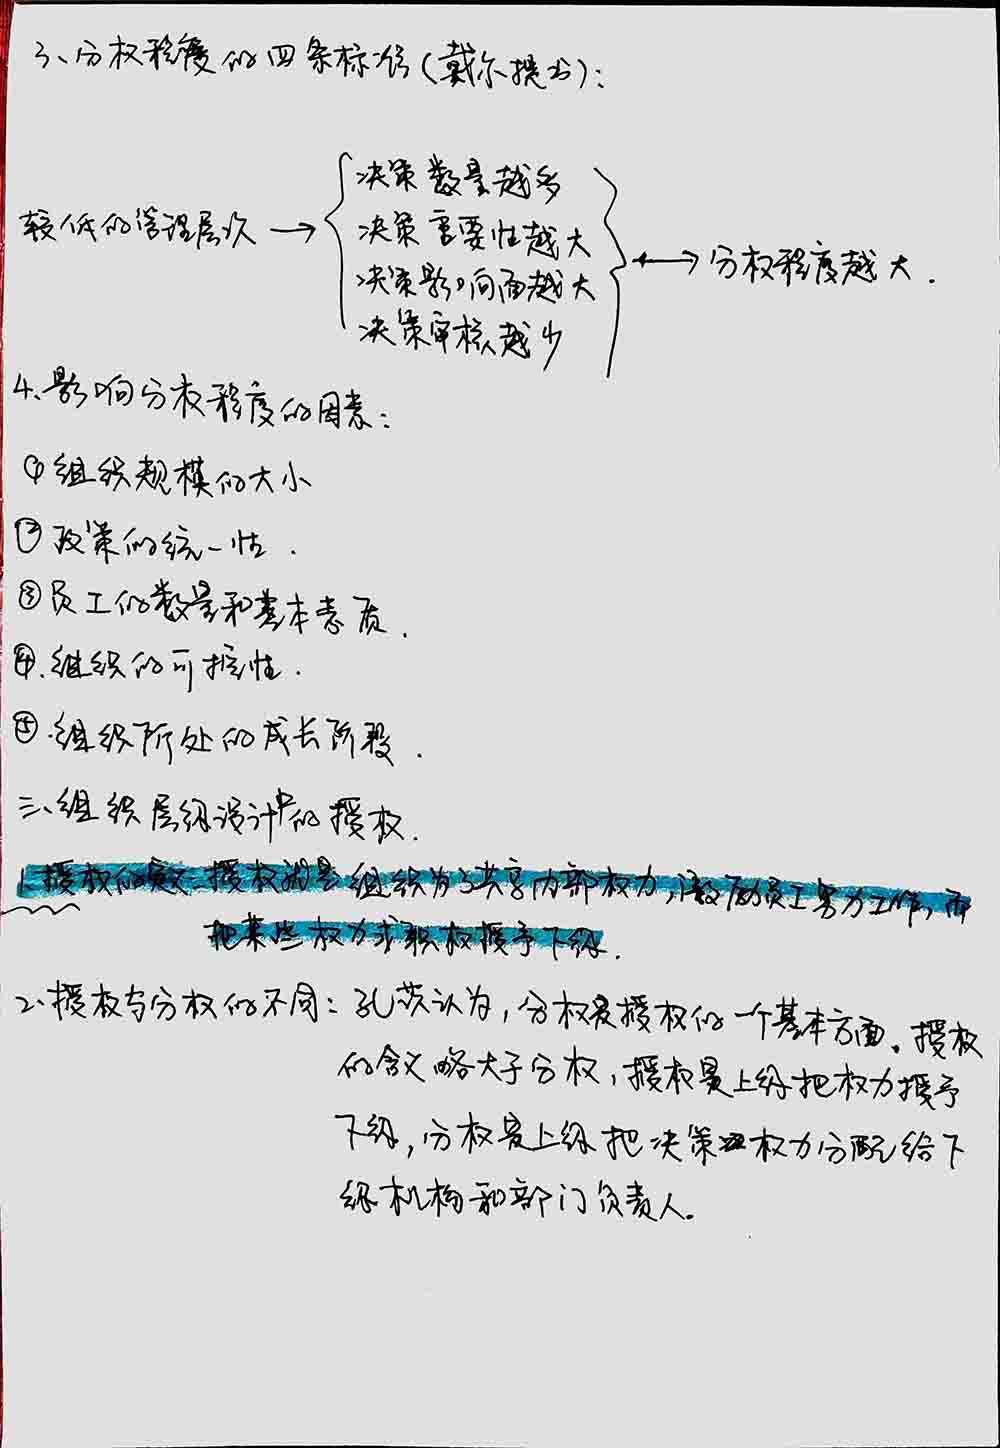 3、分权程度的四条标准(戴尔提出):
较低的管理层次 → { 决策数量越多
决策重要性越大
决策影响面越大
决策审核越少 } ↔ 分权程度越大.
4、影响分权程度的因素:
①组织规模的大小
②政策的统一性.
③员工的数量和基本素质.
④.组织的可控性.
⑤.组织所处的成长阶段.
三、组织层级设计中的授权.
1、授权的含义:授权就是组织为了共享内部权力,激励员工努力工作,而
把某些权力或职权授予下级.
2、授权与分权的不同:孔茨认为,分权是授权的一个基本方面。授权
的含义略大于分权,授权是上级把权力授予
下级,分权是上级把决策权力分配给下
级机构和部门负责人。